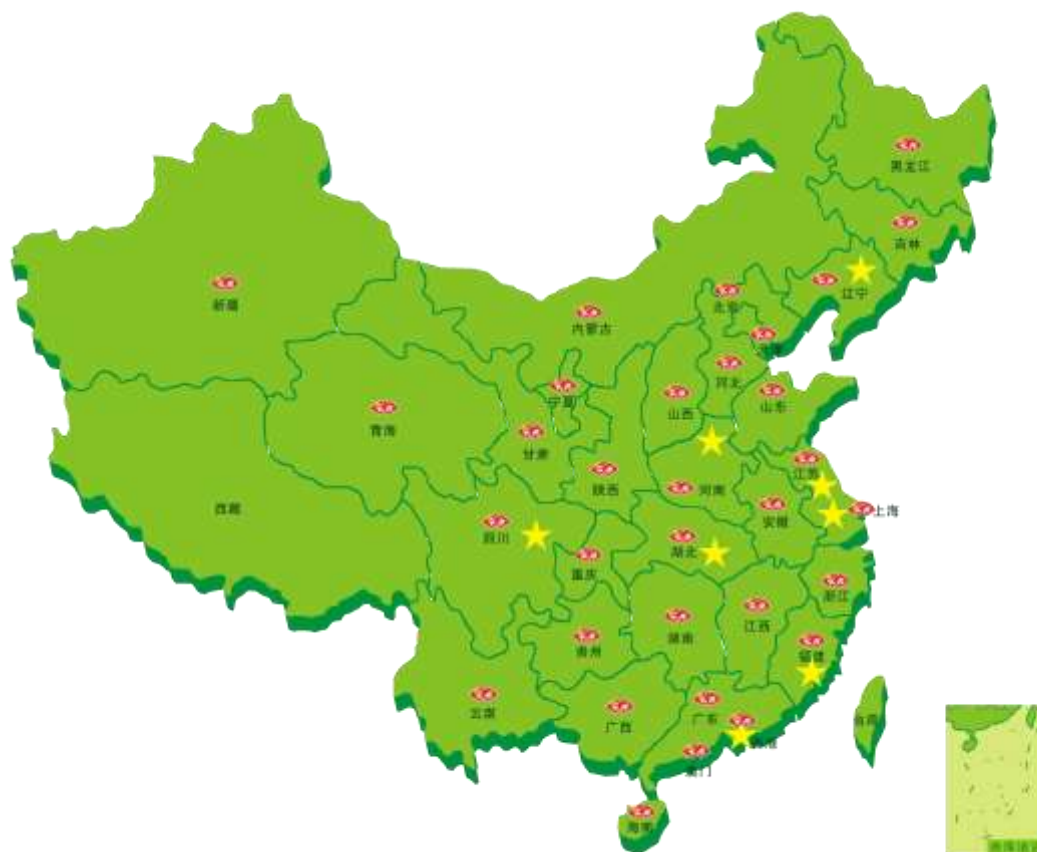 黑龙江
吉林
辽宁
新疆
内蒙古
北京
天津
河北
山西
山东
宁夏
青海
甘肃
陕西
河南
江苏
上海
安徽
西藏
四川
湖北
重庆
浙江
湖南
江西
贵州
福建
云南
广西
广东
香港
澳门
台湾
海南